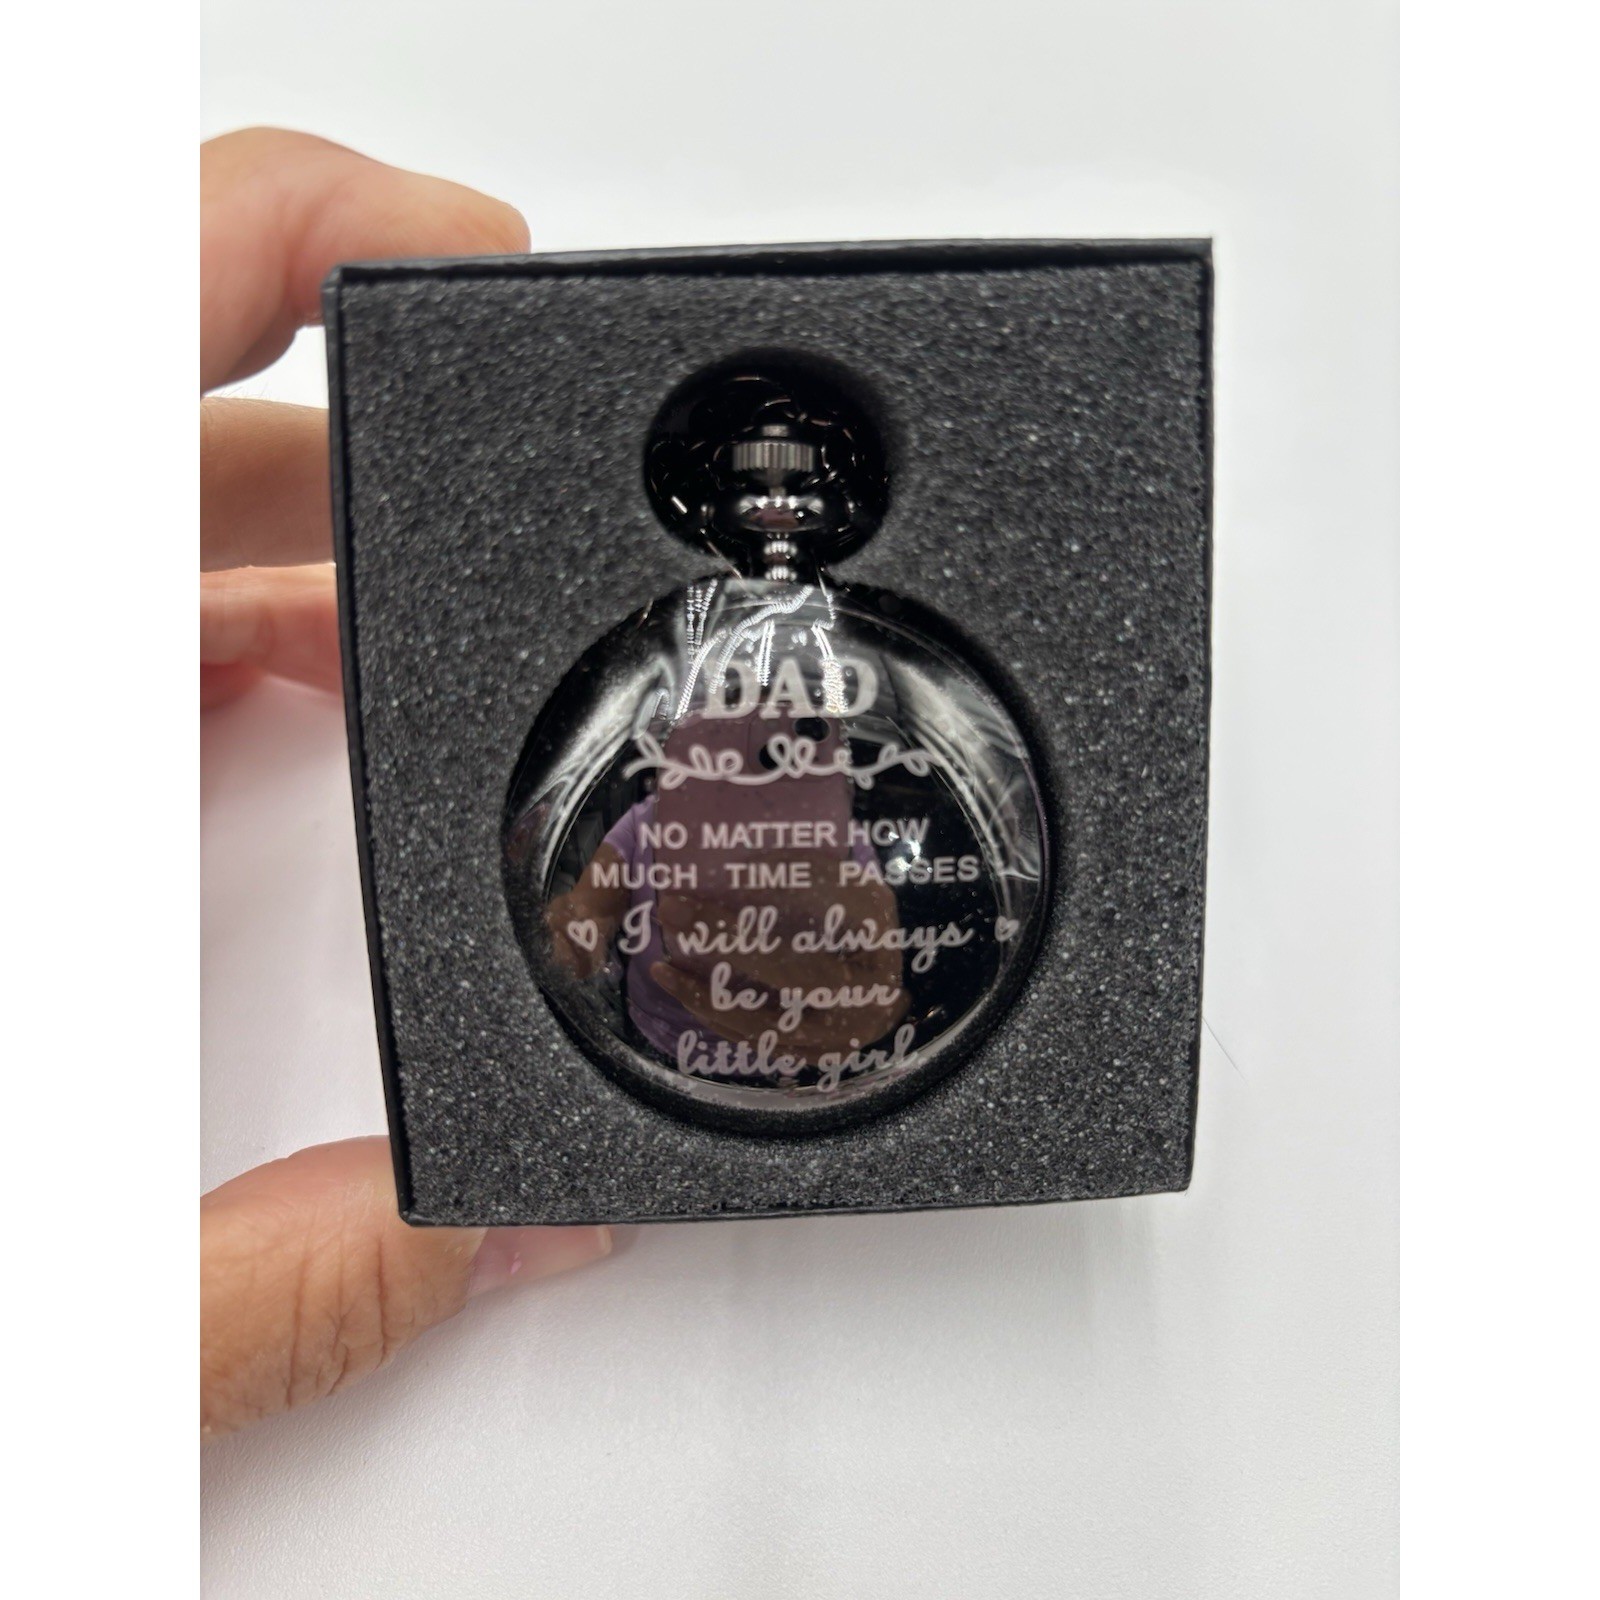 DAD
NO MATTER HOW
MUCH TIME PASSES
I will always
be your
little girl